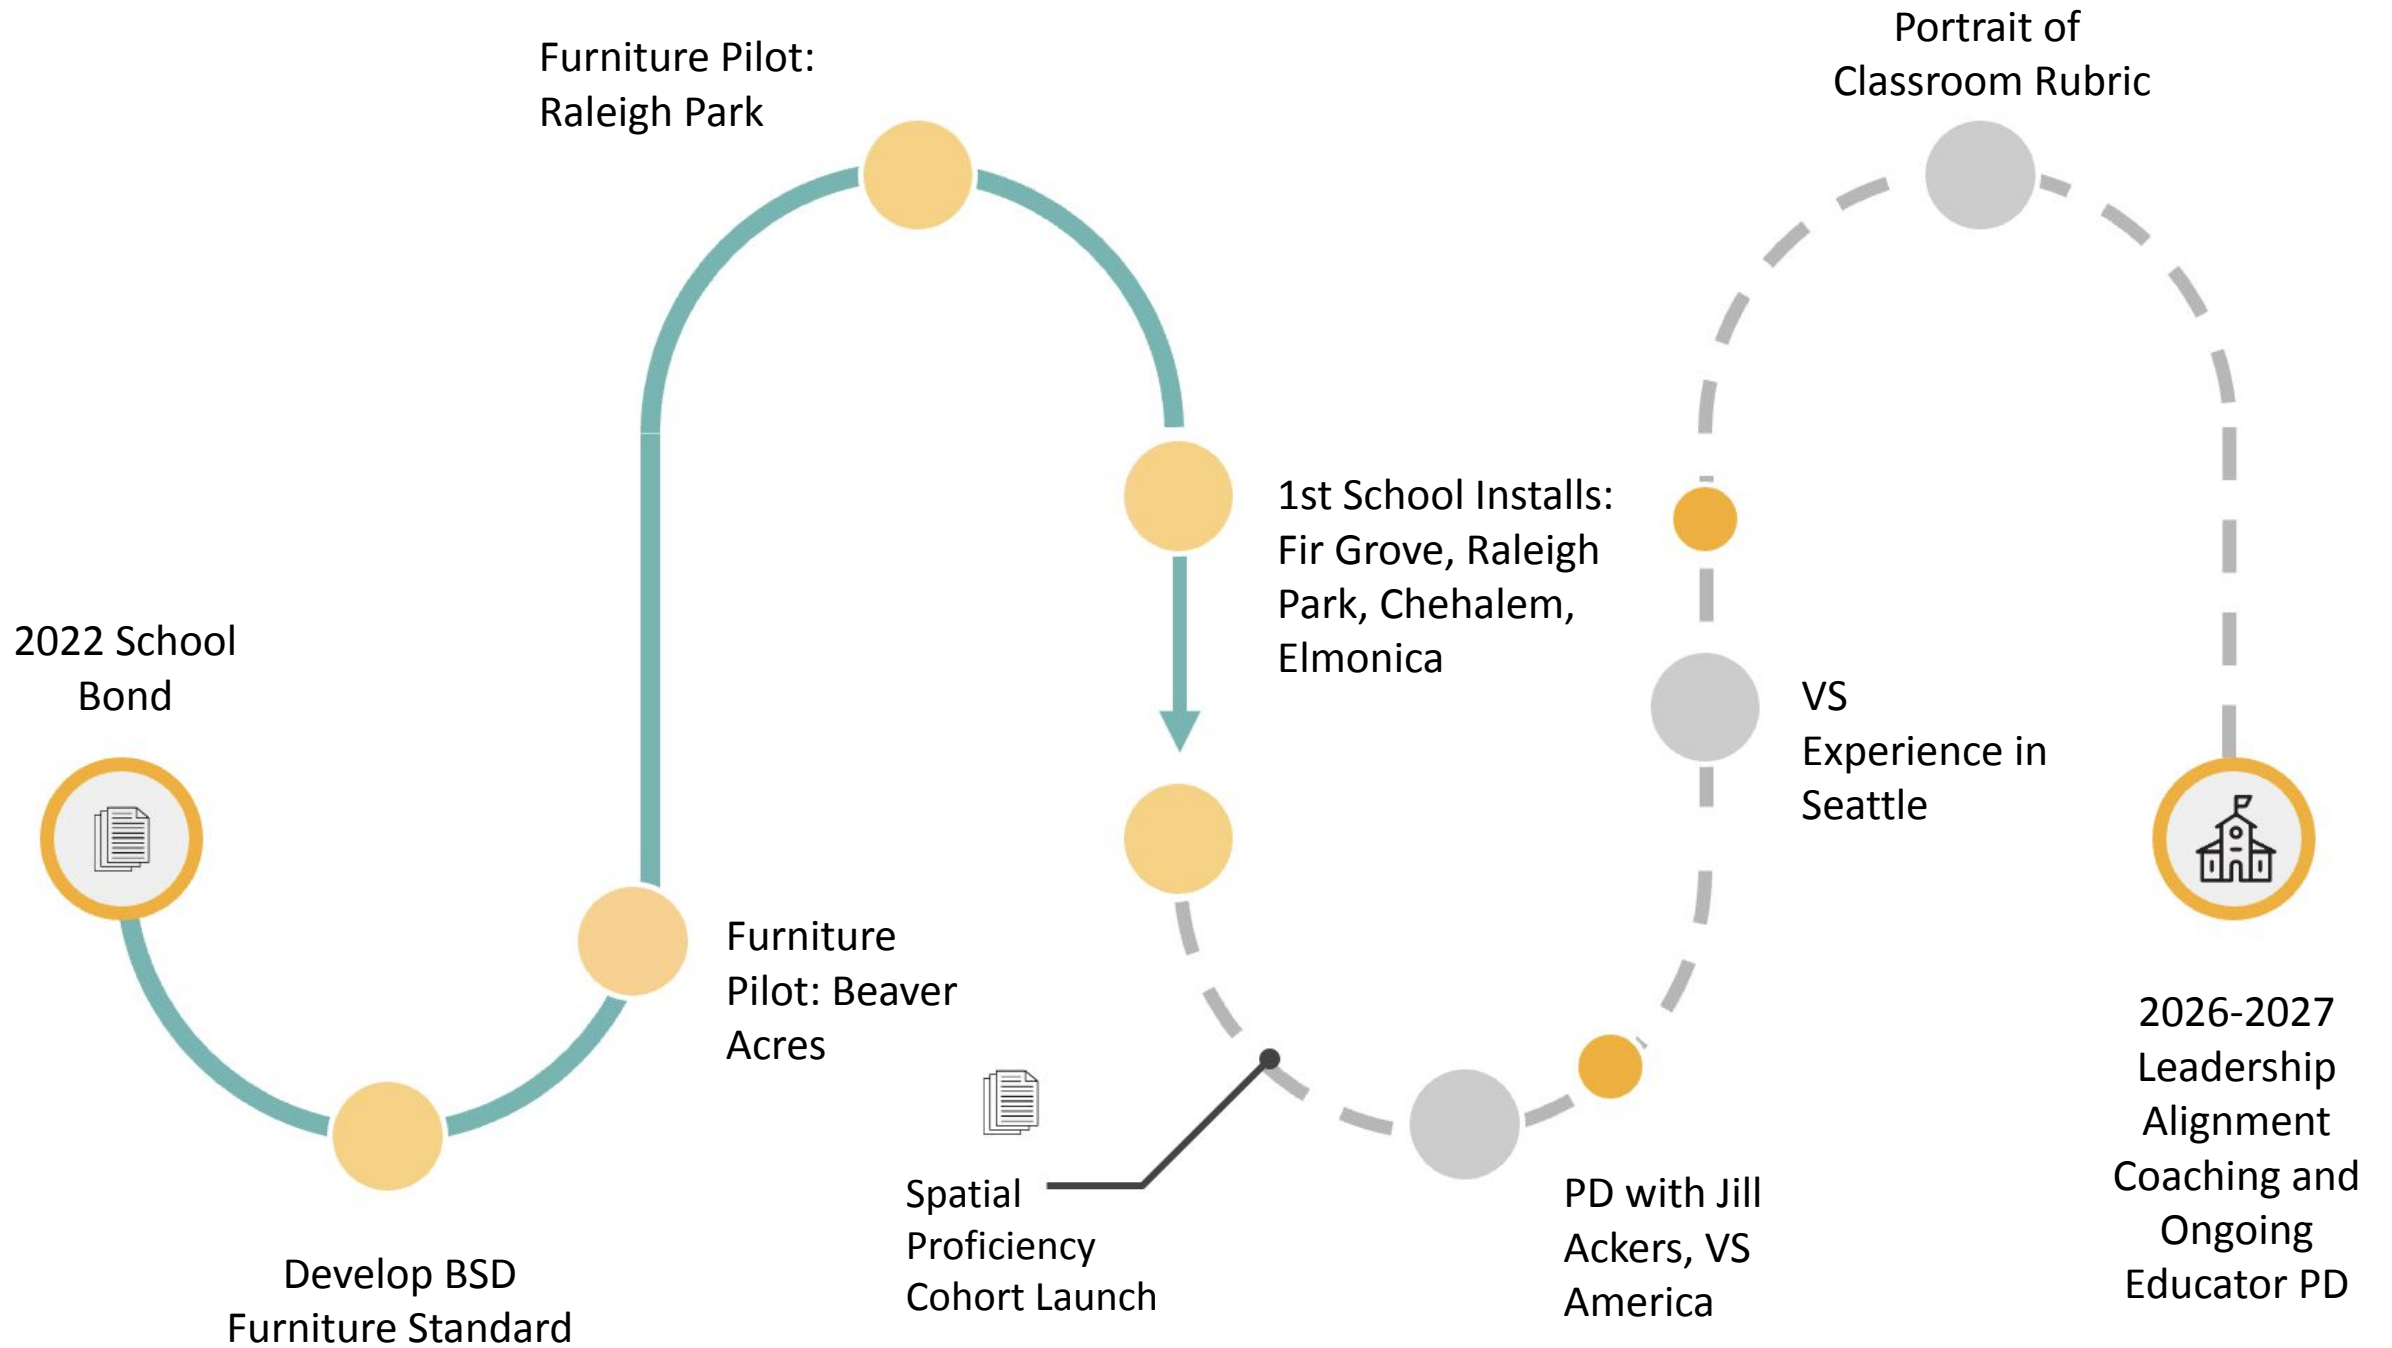 2022 School
Bond
Develop BSD
Furniture Standard
Furniture
Pilot: Beaver
Acres
Furniture Pilot:
Raleigh Park
1st School Installs:
Fir Grove, Raleigh
Park, Chehalem,
Elmonica
Spatial
Proficiency
Cohort Launch
PD with Jill
Ackers, VS
America
VS
Experience in
Seattle
Portrait of
Classroom Rubric
2026-2027
Leadership
Alignment
Coaching and
Ongoing
Educator PD